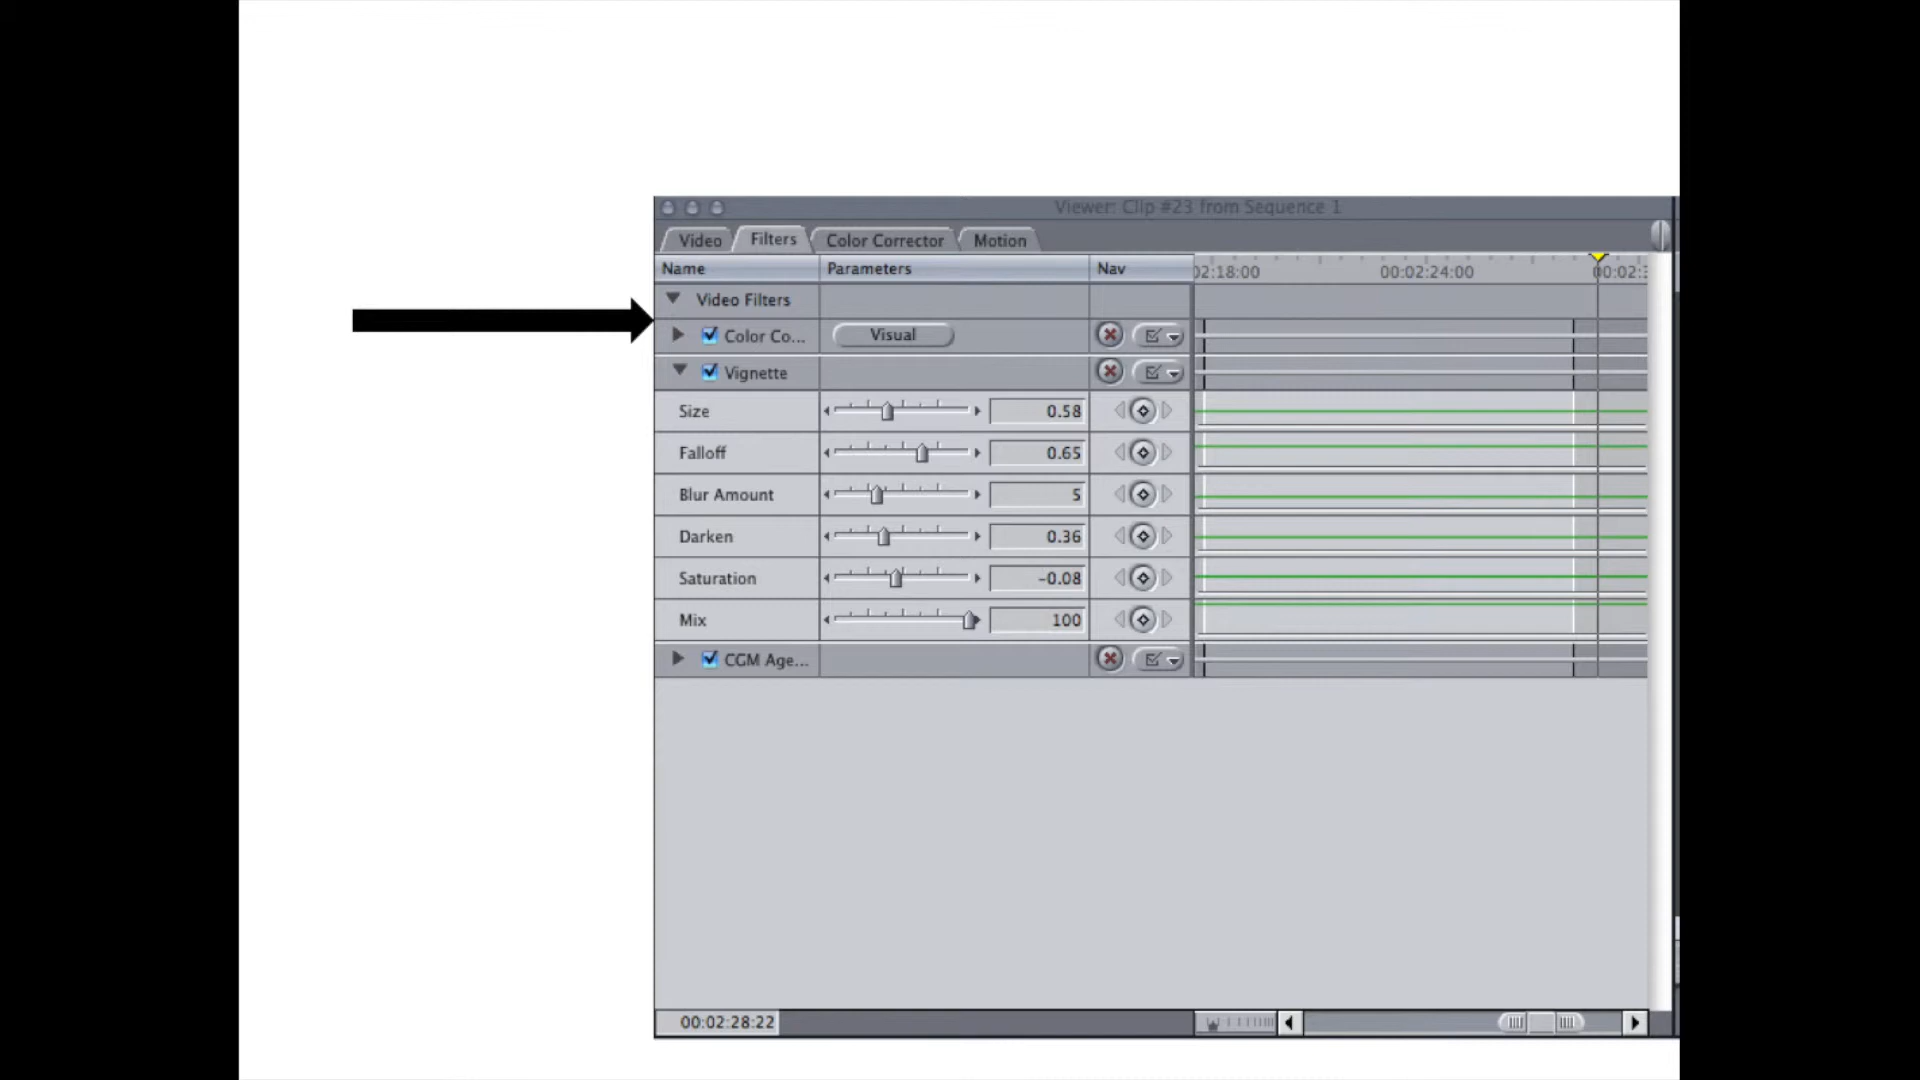 Viewer: Clip #23 from Sequence 1
Video Filters Color Corrector Motion
Name Parameters Nav 02:18:00 00:02:24:00 00:02:3
Video Filters
Color Co... Visual
Vignette
Size 0.58
Falloff 0.65
Blur Amount 5
Darken 0.36
Saturation -0.08
Mix 100
CGM Age...
00:02:28:22